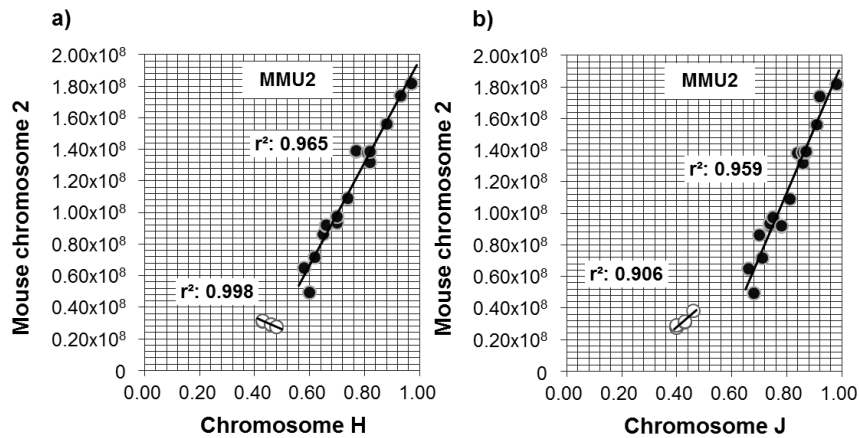 a)
2.00x10⁸
1.80x10⁸
1.60x10⁸
1.40x10⁸
1.20x10⁸
1.00x10⁸
0.80x10⁸
0.60x10⁸
0.40x10⁸
0.20x10⁸
0
Mouse chromosome 2
MMU2
r²: 0.965
r²: 0.998
0.00
0.20
0.40
0.60
0.80
1.00
Chromosome H
b)
2.00x10⁸
1.80x10⁸
1.60x10⁸
1.40x10⁸
1.20x10⁸
1.00x10⁸
0.80x10⁸
0.60x10⁸
0.40x10⁸
0.20x10⁸
0
Mouse chromosome 2
MMU2
r²: 0.959
r²: 0.906
0.00
0.20
0.40
0.60
0.80
1.00
Chromosome J